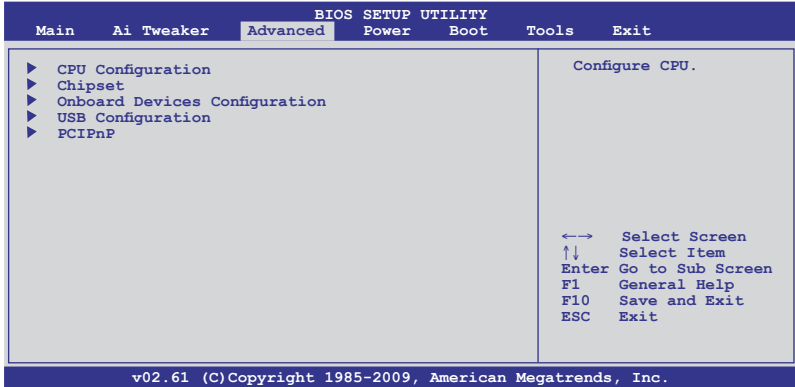 BIOS SETUP UTILITY
Main Ai Tweaker Advanced Power Boot Tools Exit
CPU Configuration
Chipset
Onboard Devices Configuration
USB Configuration
PCIPnP
Configure CPU.
←→ Select Screen
↑↓ Select Item
Enter Go to Sub Screen
F1 General Help
F10 Save and Exit
ESC Exit
v02.61 (C)Copyright 1985-2009, American Megatrends, Inc.